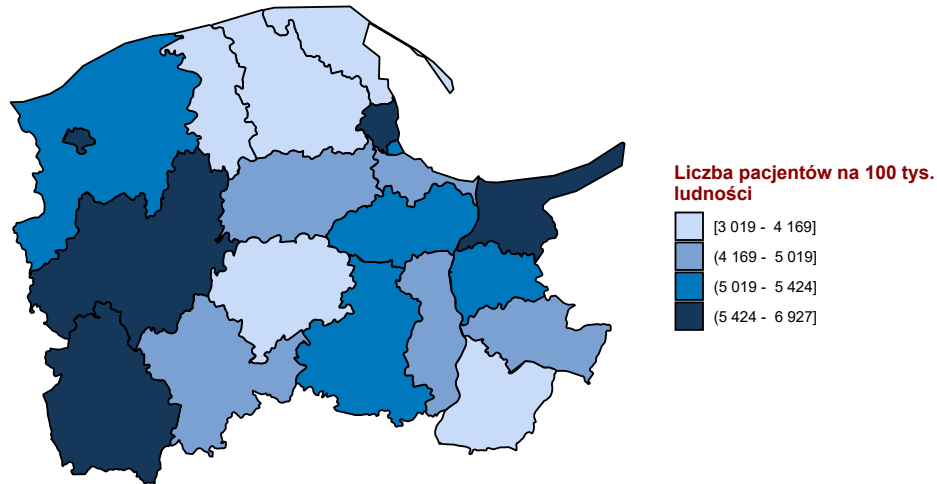 Liczba pacjentów na 100 tys.
ludności
[3 019 - 4 169]
(4 169 - 5 019]
(5 019 - 5 424]
(5 424 - 6 927]